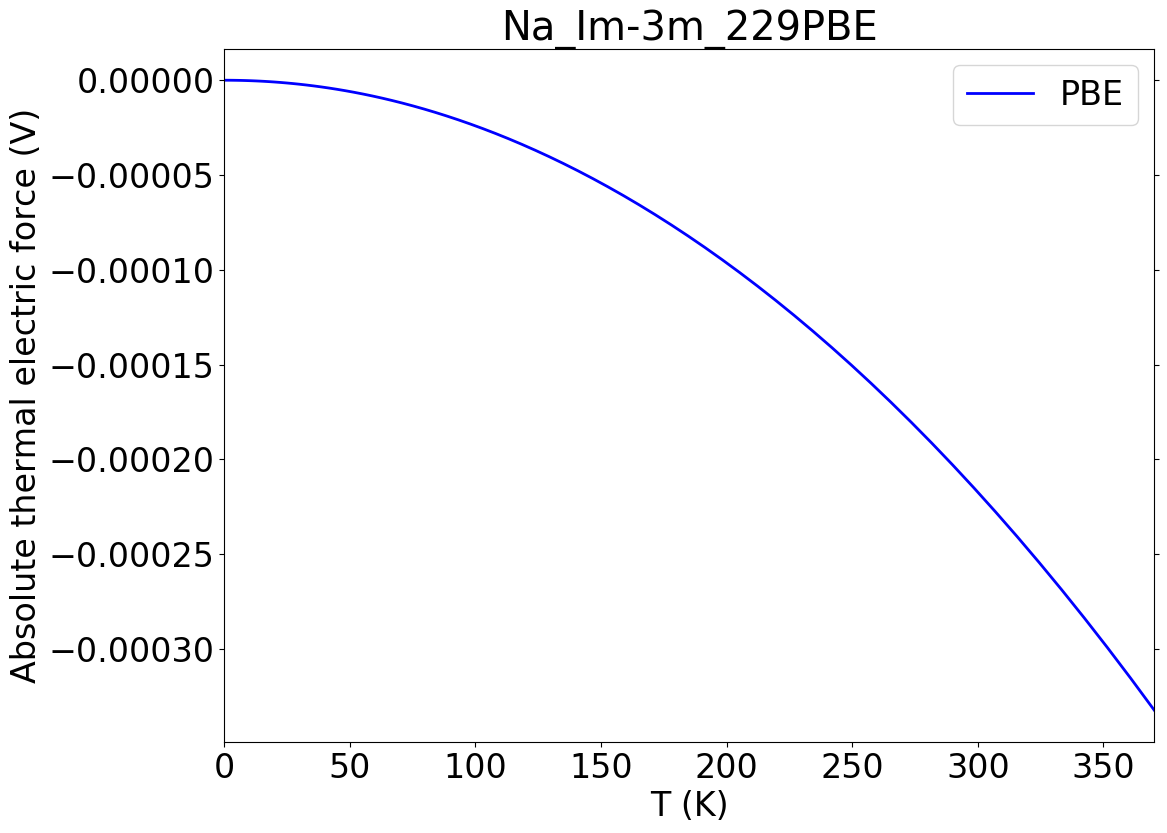 Na_Im-3m_229PBE
PBE
Absolute thermal electric force (V)
0.00000
−0.00005
−0.00010
−0.00015
−0.00020
−0.00025
−0.00030
0 50 100 150 200 250 300 350
T (K)